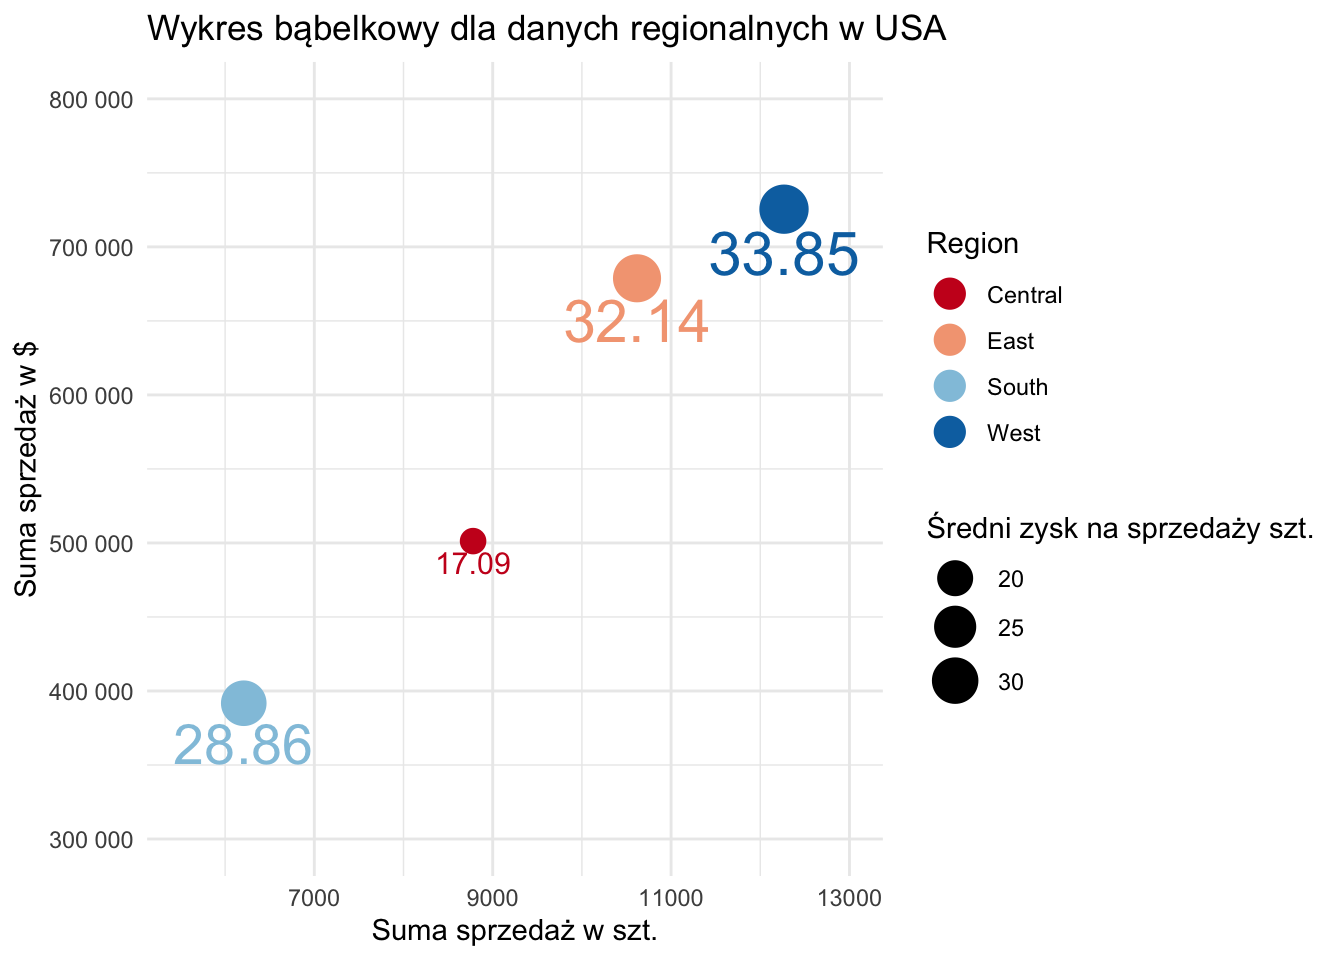 Wykres bąbelkowy dla danych regionalnych w USA
Suma sprzedaż w $
800 000
700 000
600 000
500 000
400 000
300 000
33.85
32.14
17.09
28.86
7000
9000
11000
13000
Suma sprzedaż w szt.
Region
Central
East
South
West
Średni zysk na sprzedaży szt.
20
25
30